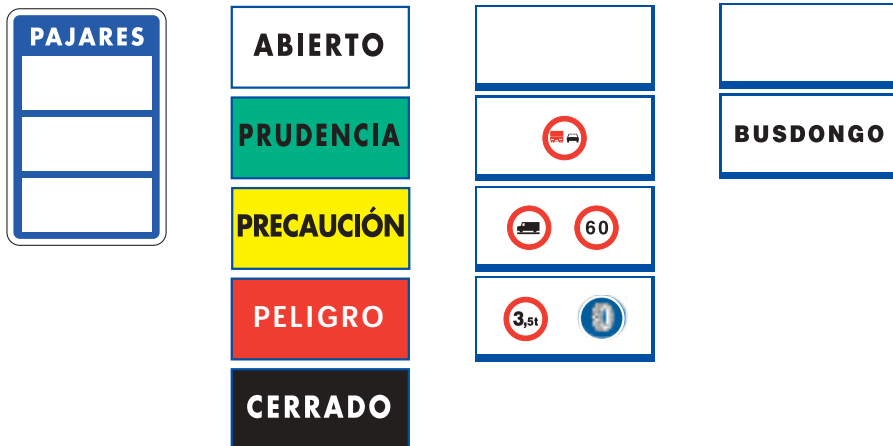 PAJARES
ABIERTO
PRUDENCIA
PRECAUCIÓN
PELIGRO
CERRADO
60
3,5t
BUSDONGO